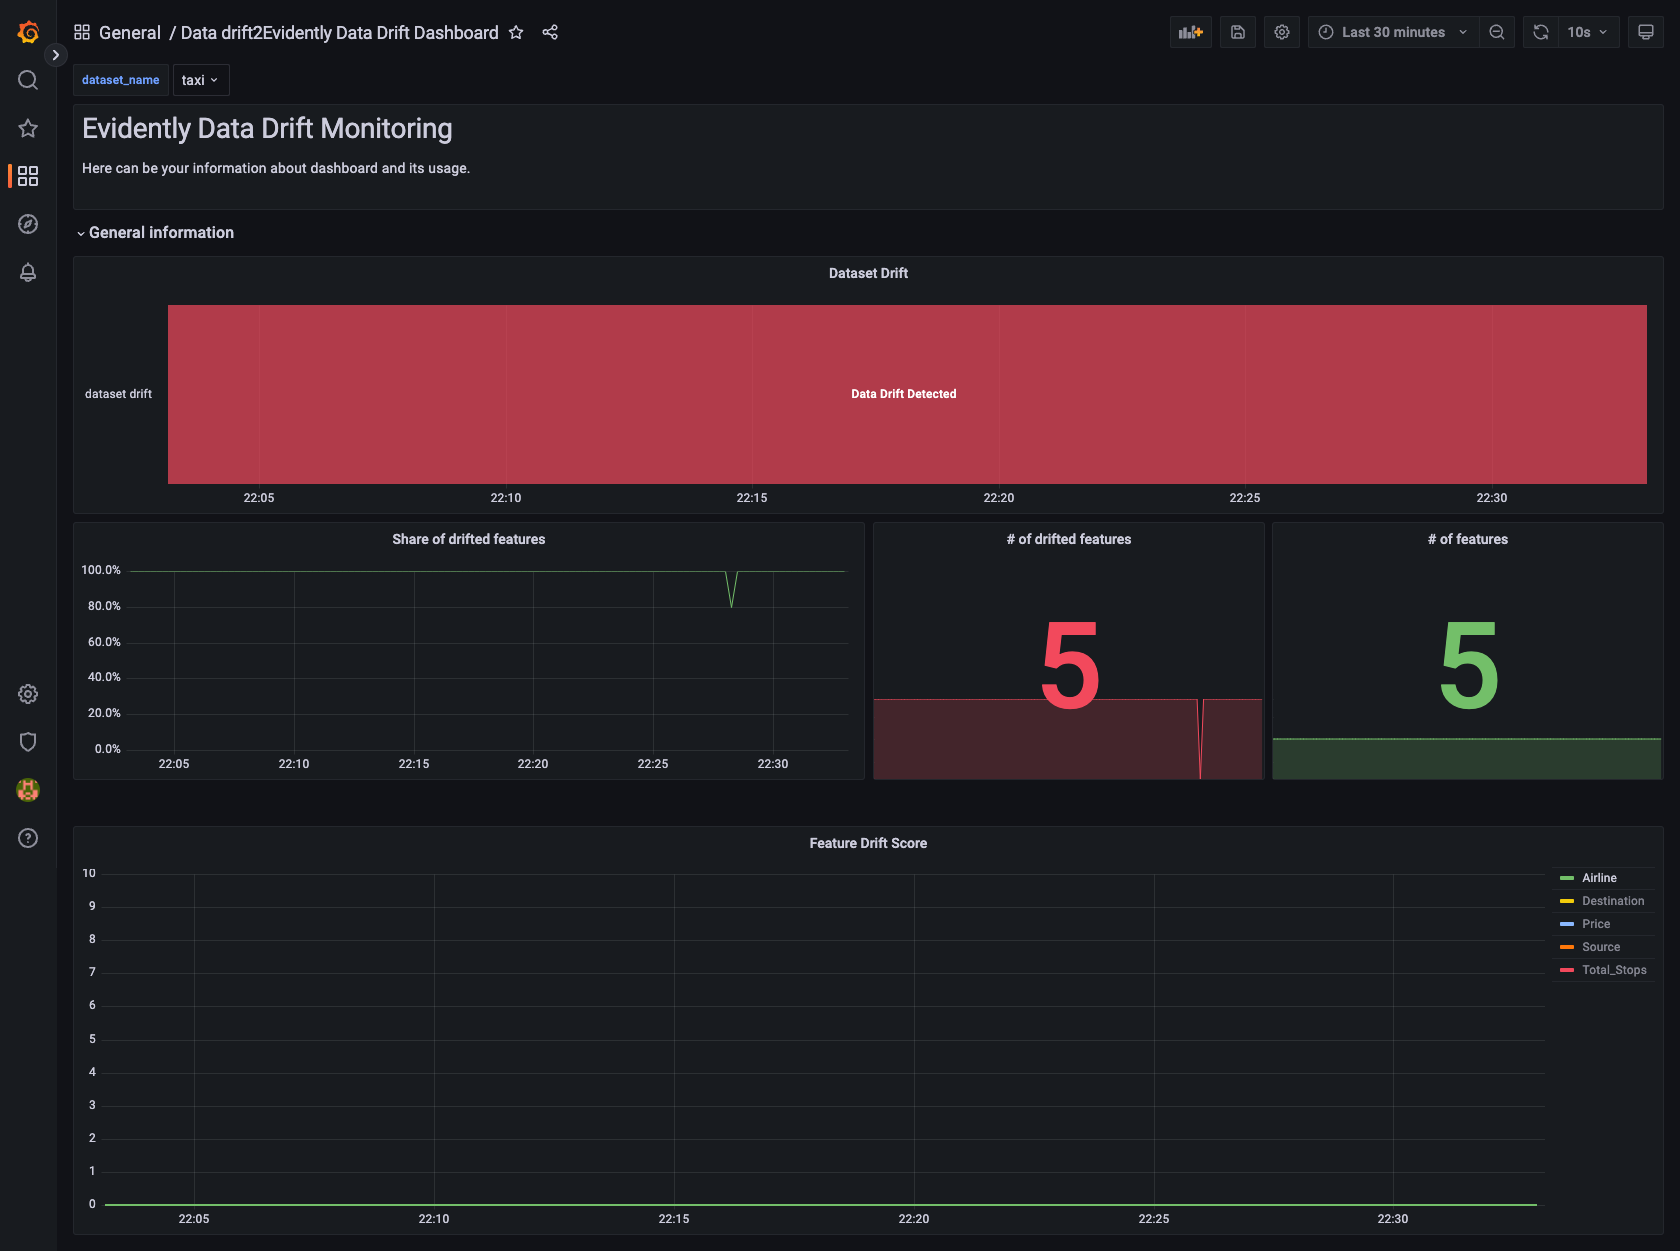 General / Data drift2Evidently Data Drift Dashboard
Last 30 minutes
10s
dataset_name
taxi
Evidently Data Drift Monitoring
Here can be your information about dashboard and its usage.
General information
Dataset Drift
dataset drift
Data Drift Detected
22:05 22:10 22:15 22:20 22:25 22:30
Share of drifted features
100.0%
80.0%
60.0%
40.0%
20.0%
0.0%
22:05 22:10 22:15 22:20 22:25 22:30
# of drifted features
5
# of features
5
Feature Drift Score
10
9
8
7
6
5
4
3
2
1
0
22:05 22:10 22:15 22:20 22:25 22:30
Airline
Destination
Price
Source
Total_Stops